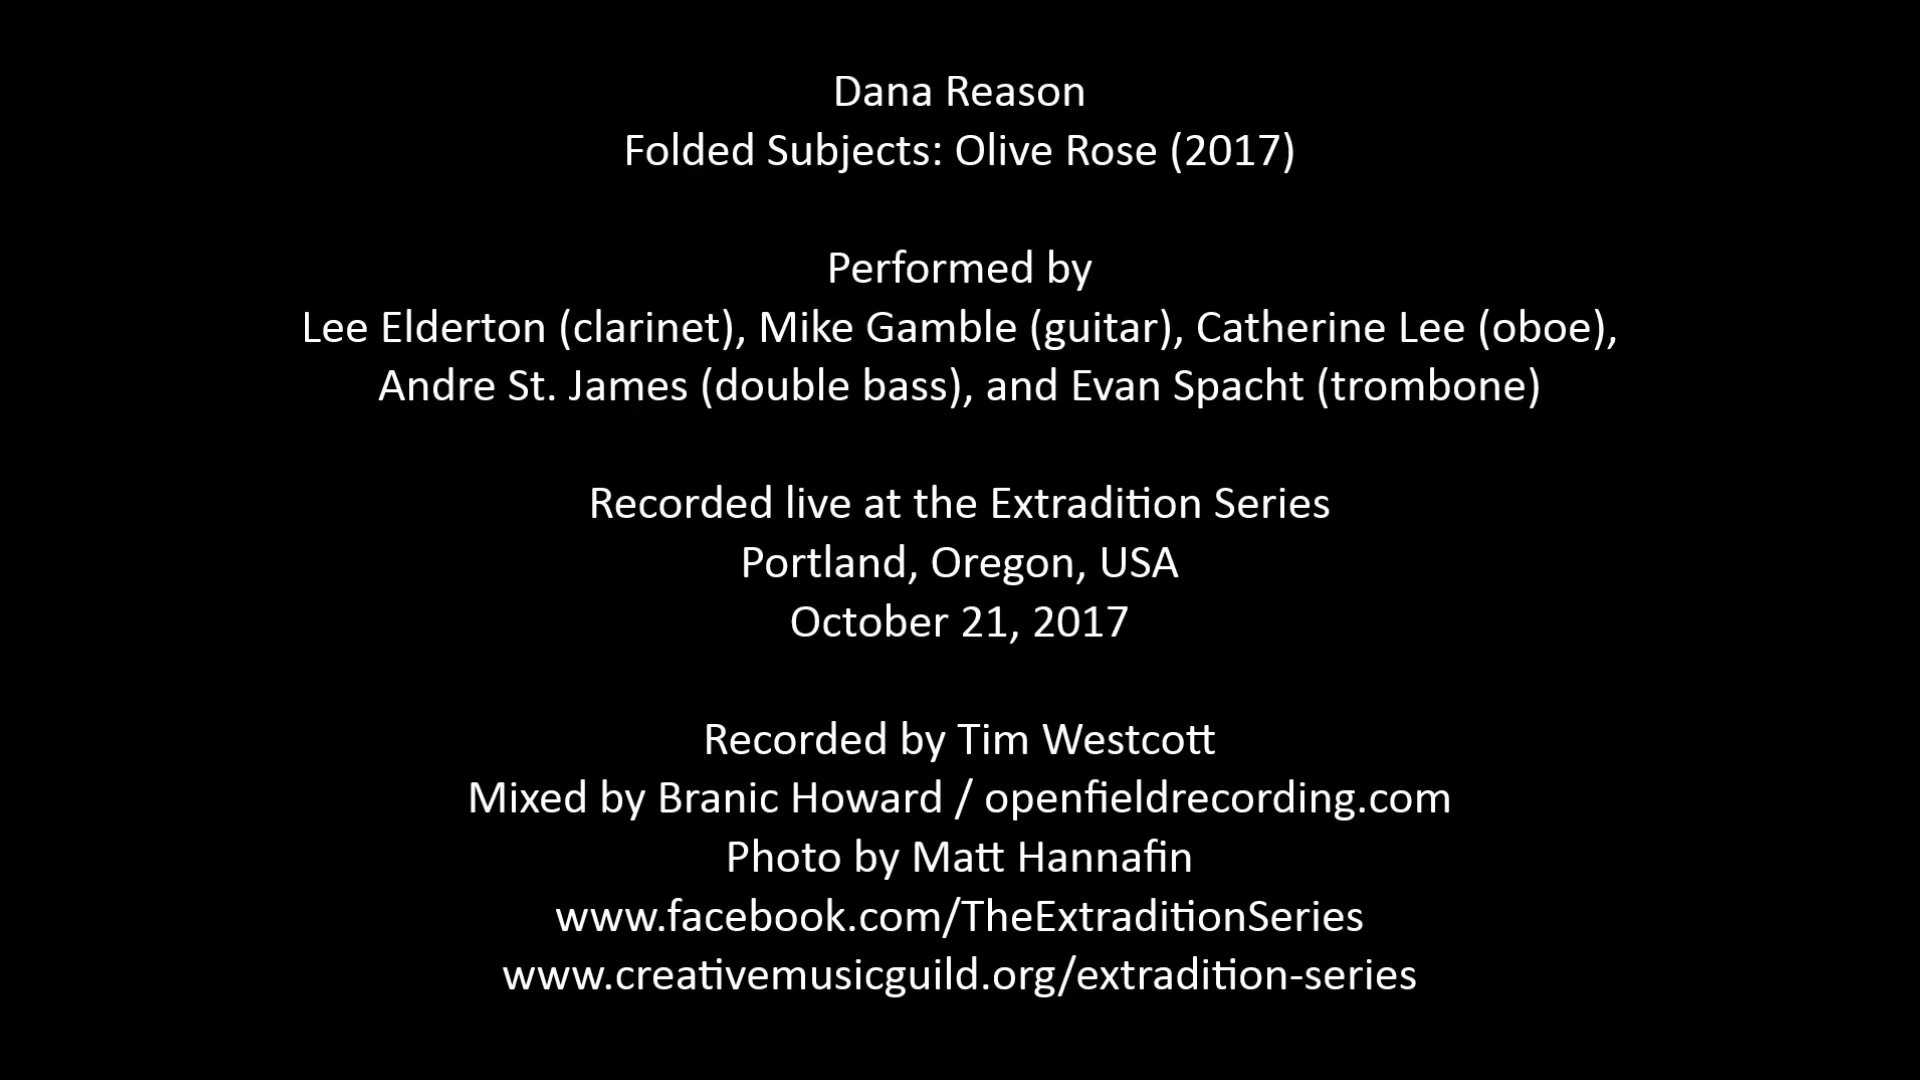 Dana Reason
Folded Subjects: Olive Rose (2017)
Performed by
Lee Elderton (clarinet), Mike Gamble (guitar), Catherine Lee (oboe),
Andre St. James (double bass), and Evan Spacht (trombone)
Recorded live at the Extradition Series
Portland, Oregon, USA
October 21, 2017
Recorded by Tim Westcott
Mixed by Branic Howard / openfieldrecording.com
Photo by Matt Hannafin
www.facebook.com/TheExtraditionSeries
www.creativemusicguild.org/extradition-series